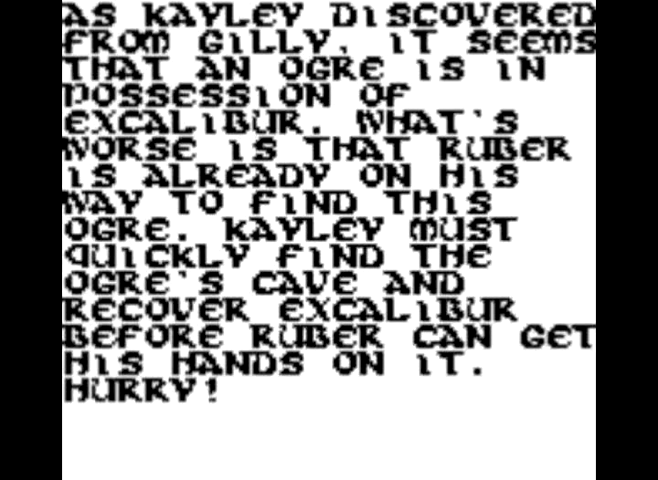 AS KAYLEY DISCOVERED
FROM GILLY, IT SEEMS
THAT AN OGRE IS IN
POSSESSION OF
EXCALIBUR. WHAT'S
WORSE IS THAT RUBER
IS ALREADY ON HIS
WAY TO FIND THIS
OGRE. KAYLEY MUST
QUICKLY FIND THE
OGRE'S CAVE AND
RECOVER EXCALIBUR
BEFORE RUBER CAN GET
HIS HANDS ON IT.
HURRY!